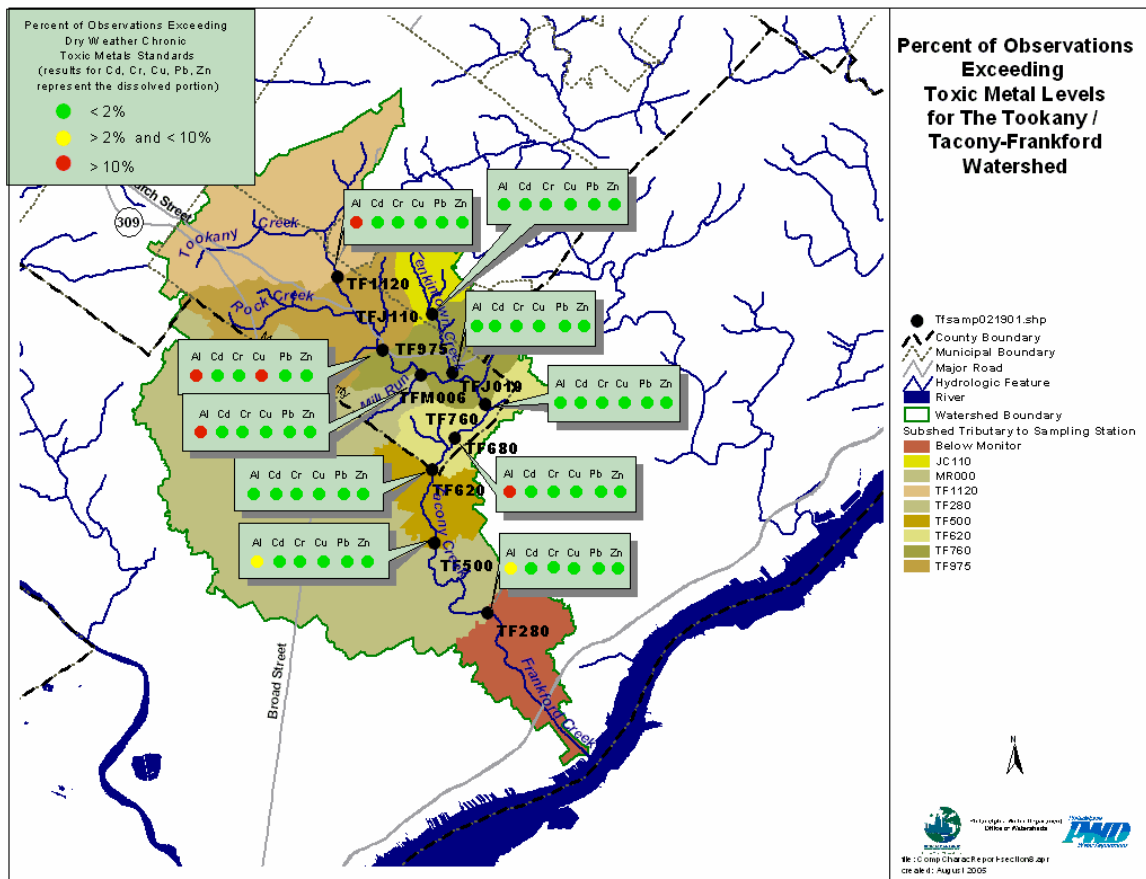 Percent of Observations Exceeding
Dry Weather Chronic
Toxic Metals Standards
(results for Cd, Cr, Cu, Pb, Zn
represent the dissolved portion)
< 2%
> 2% and < 10%
> 10%
Percent of Observations
Exceeding
Toxic Metal Levels
for The Tookany /
Tacony-Frankford
Watershed
Street
309
Tookany Creek
Al Cd Cr Cu Pb Zn
Al Cd Cr Cu Pb Zn
TF1120
Rock Creek
TFJ110
Creek
Al Cd Cr Cu Pb Zn
TF975
Al Cd Cr Cu Pb Zn
TFJ010
Mill Run
TFM006
Al Cd Cr Cu Pb Zn
Al Cd Cr Cu Pb Zn
TF760
TF680
Al Cd Cr Cu Pb Zn
TF620
Al Cd Cr Cu Pb Zn
Tacony Creek
Al Cd Cr Cu Pb Zn
TF500
Al Cd Cr Cu Pb Zn
TF280
Broad Street
Frankford Creek
Tfsamp021901.shp
County Boundary
Municipal Boundary
Major Road
Hydrologic Feature
River
Watershed Boundary
Subshed Tributary to Sampling Station
Below Monitor
JC110
MR000
TF1120
TF280
TF500
TF620
TF760
TF975
N
Office of Watersheds
PWD
file:CompCharacReport-section8.apr
created: August 2005